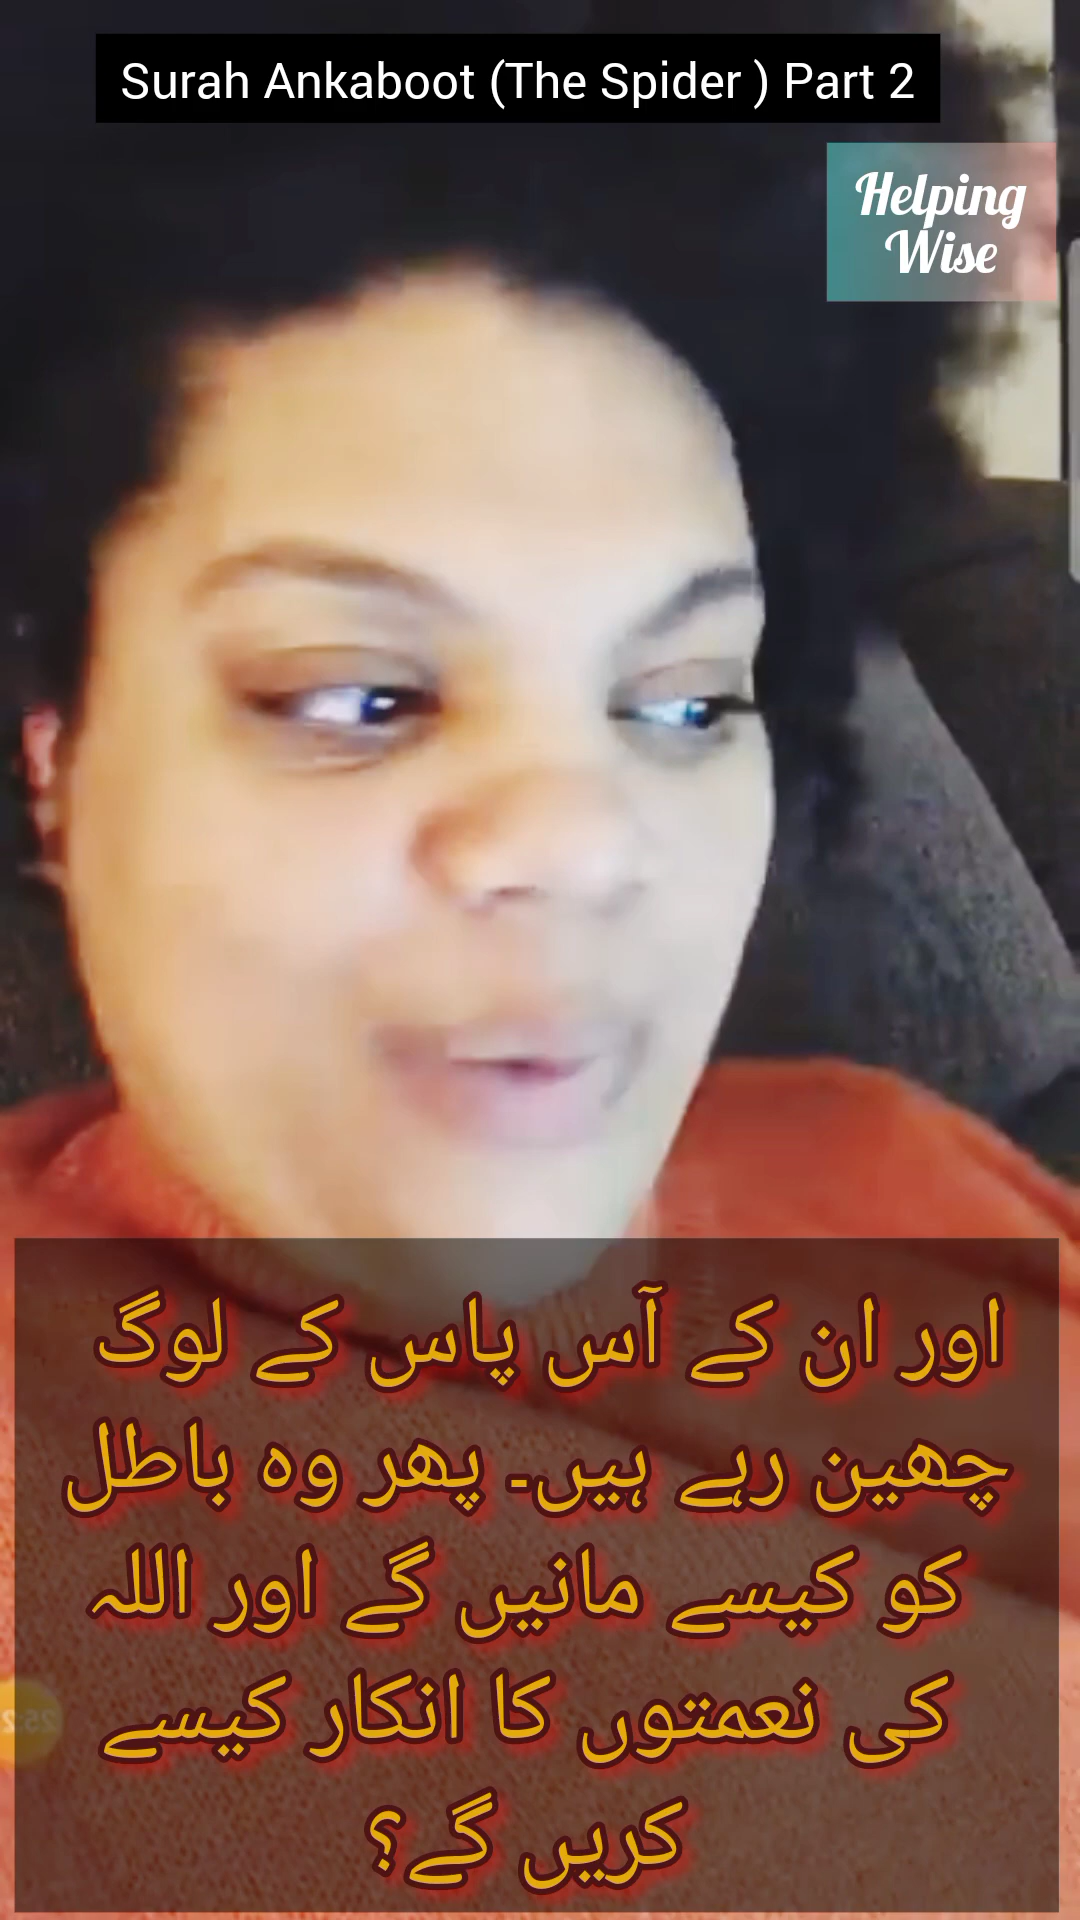 Surah Ankaboot (The Spider ) Part 2
Helping
Wise
اور ان کے آس پاس کے لوگ
چھین رہے ہیں۔ پھر وہ باطل
کو کیسے مانیں گے اور اللہ
کی نعمتوں کا انکار کیسے
کریں گے؟